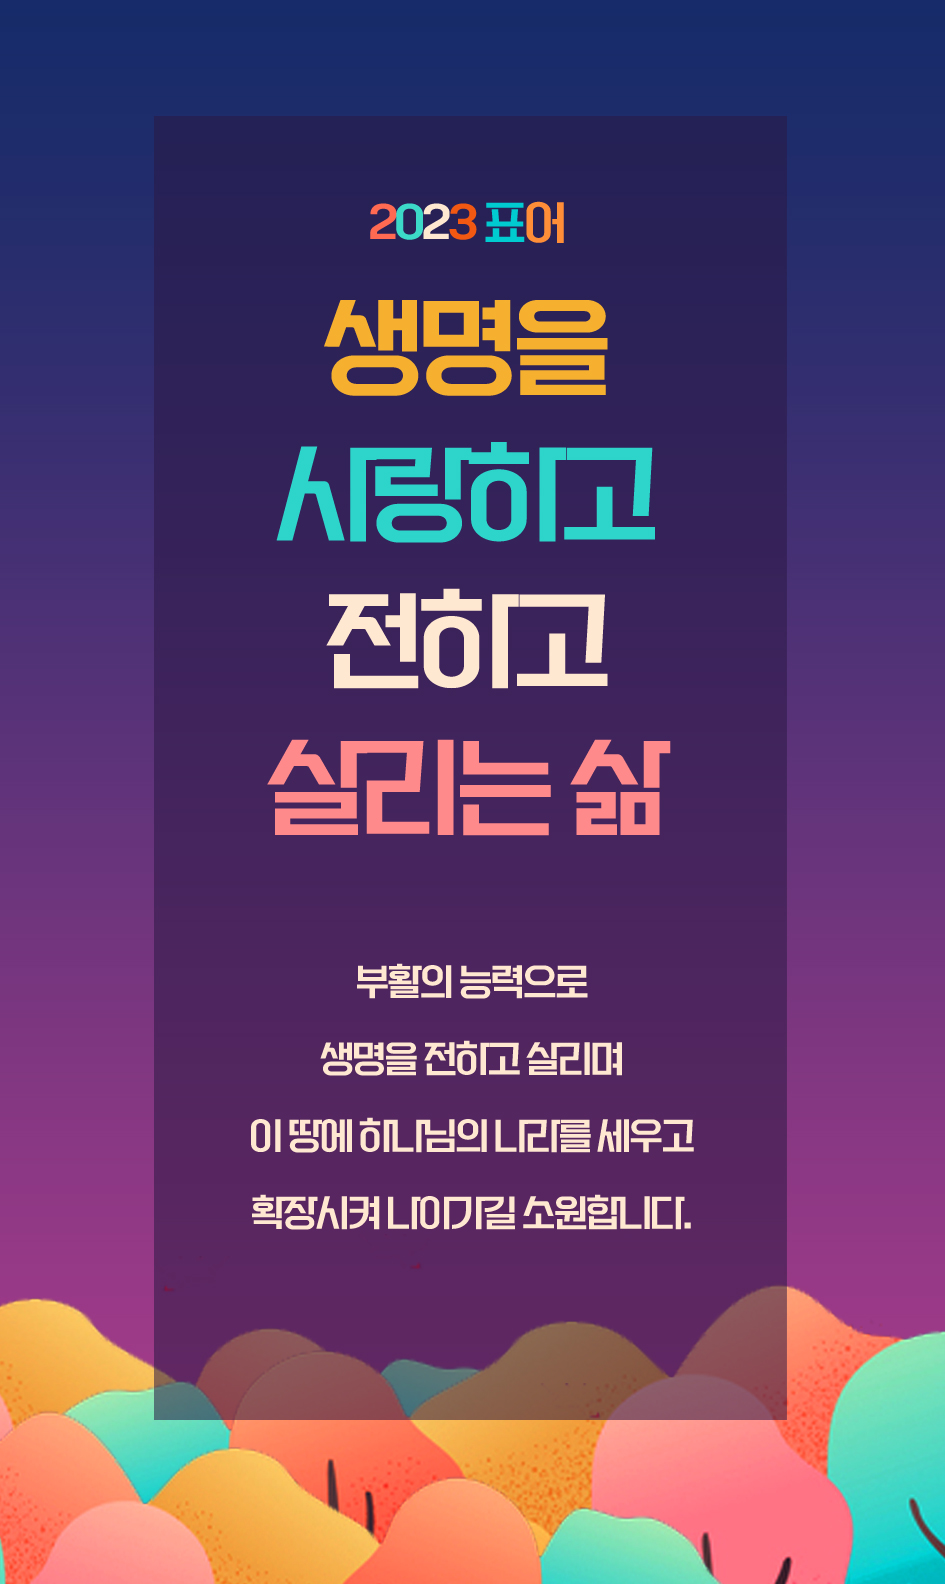 2023 표어
생명을
사랑하고
전하고
살리는 삶
부활의 능력으로
생명을 전하고 살리며
이 땅에 하나님의 나라를 세우고
확장시켜 나아가길 소원합니다.